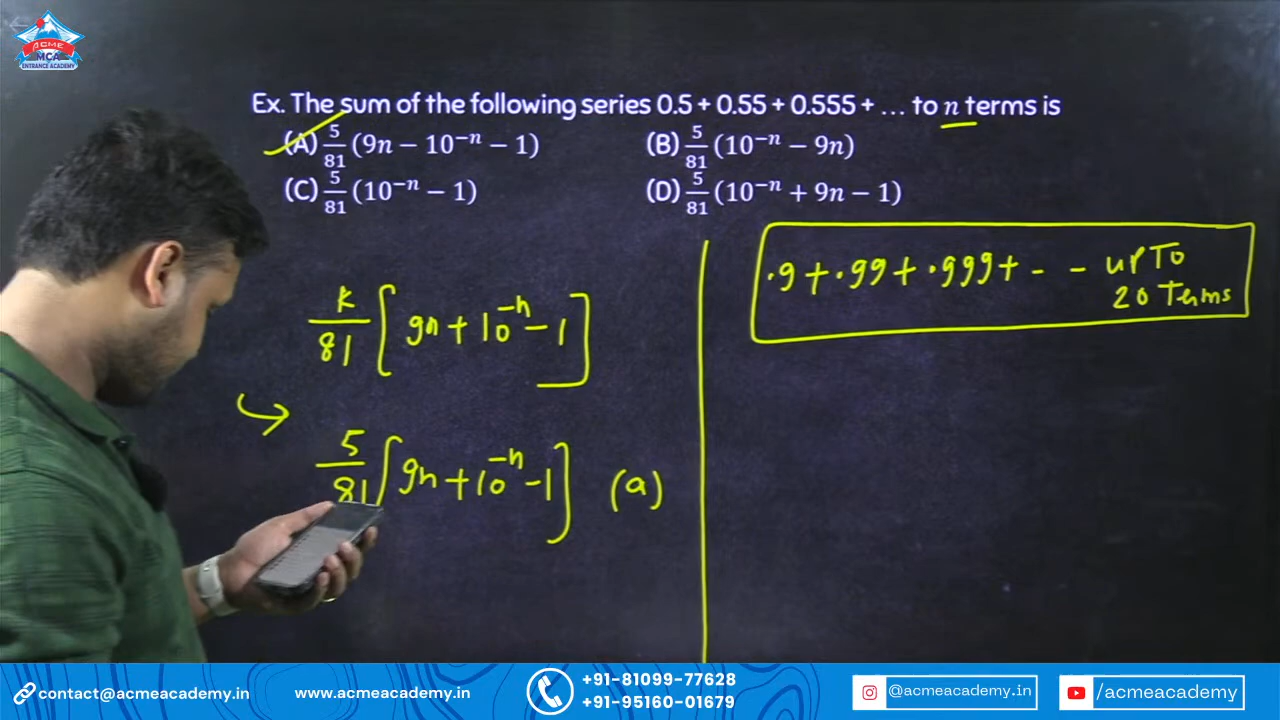 ACME
MCA
ENTRANCE ACADEMY
Ex. The sum of the following series 0.5 + 0.55 + 0.555 + … to n terms is
(A) 5/81 (9n − 10⁻ⁿ − 1)
(B) 5/81 (10⁻ⁿ − 9n)
(C) 5/81 (10⁻ⁿ − 1)
(D) 5/81 (10⁻ⁿ + 9n − 1)
k/81 [9n + 10⁻ⁿ − 1]
5/81 [9n + 10⁻ⁿ − 1] (a)
.9 + .99 + .999 + - - upTo
20 Terms
contact@acmeacademy.in
www.acmeacademy.in
+91-81099-77628
+91-95160-01679
@acmeacademy.in
/acmeacademy